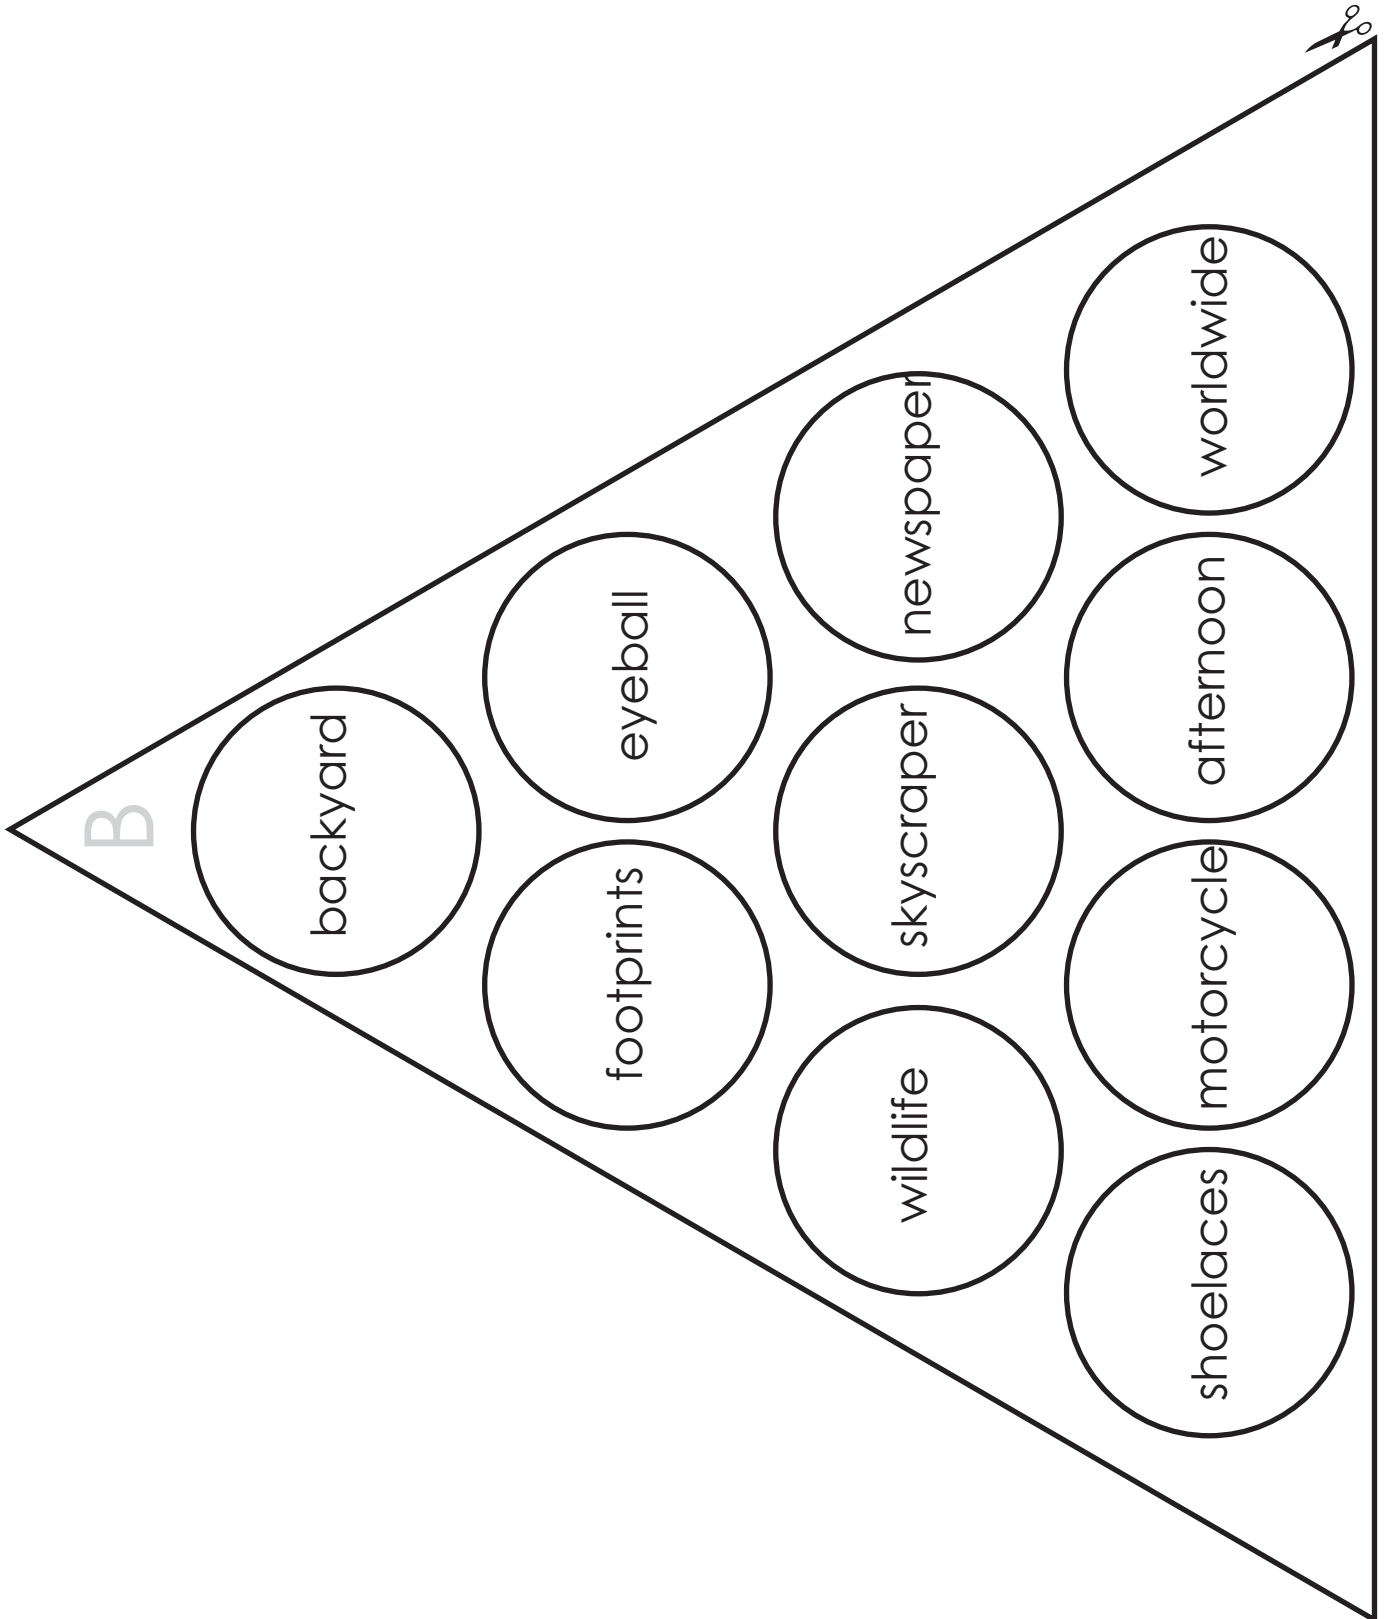 B
backyard
footprints eyeball
wildlife skyscraper newspaper
shoelaces motorcycle afternoon worldwide